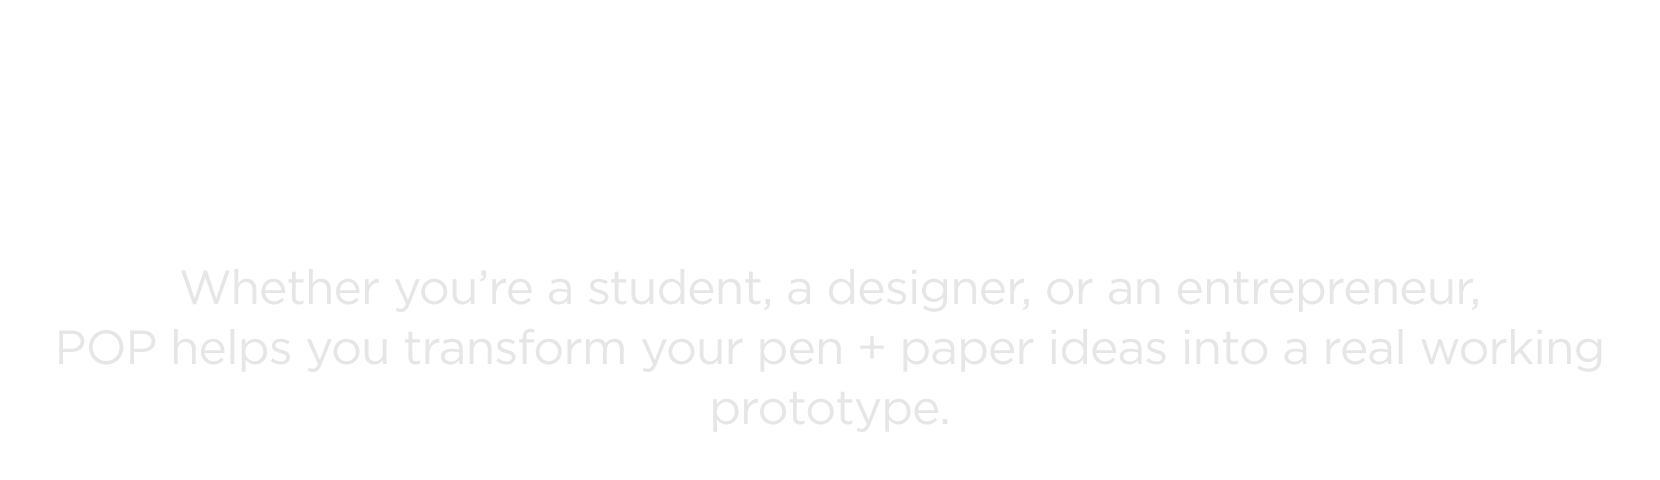 Whether you’re a student, a designer, or an entrepreneur,
POP helps you transform your pen + paper ideas into a real working
prototype.